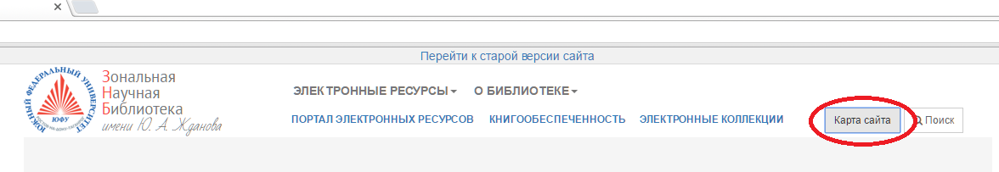 Перейти к старой версии сайта
ЮЖНЫЙ ФЕДЕРАЛЬНЫЙ УНИВЕРСИТЕТ
ЮФУ
Зональная
Научная
Библиотека
имени Ю. А. Жданова
ЭЛЕКТРОННЫЕ РЕСУРСЫ О БИБЛИОТЕКЕ
ПОРТАЛ ЭЛЕКТРОННЫХ РЕСУРСОВ КНИГООБЕСПЕЧЕННОСТЬ ЭЛЕКТРОННЫЕ КОЛЛЕКЦИИ Карта сайта Поиск